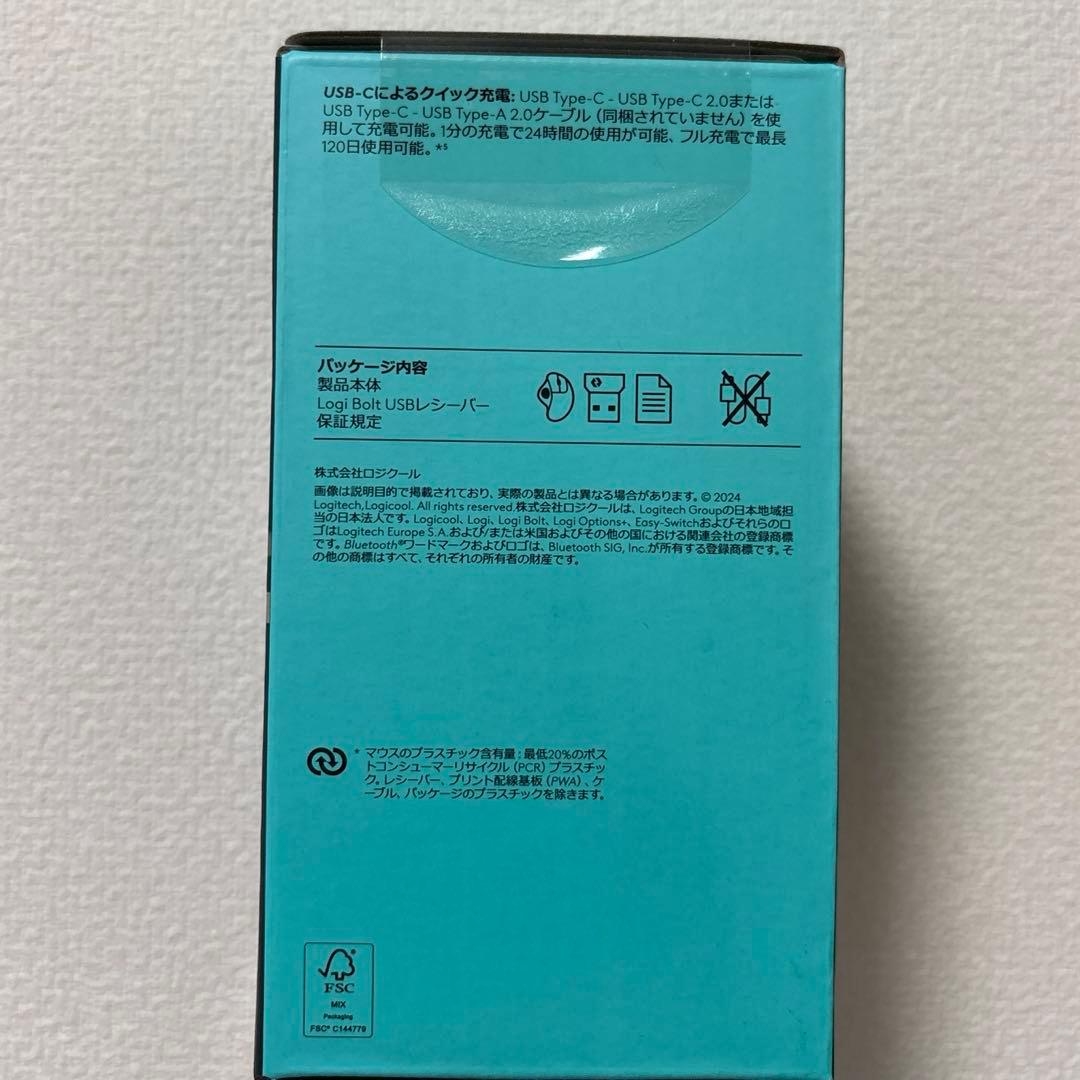 USB-Cによるクイック充電: USB Type-C - USB Type-C 2.0または
USB Type-C - USB Type-A 2.0ケーブル（同梱されていません）を使
用して充電可能。1分の充電で24時間の使用が可能、フル充電で最長
120日使用可能。*5
パッケージ内容
製品本体
Logi Bolt USBレシーバー
保証規定
株式会社ロジクール
画像は説明目的で掲載されており、実際の製品とは異なる場合があります。© 2024
Logitech,Logicool. All rights reserved.株式会社ロジクールは、Logitech Groupの日本地域担
当の日本法人です。Logicool、Logi、Logi Bolt、Logi Options+、Easy-Switchおよびそれらのロ
ゴはLogitech Europe S.A.および/または米国およびその他の国における関連会社の登録商標
です。Bluetooth®ワードマークおよびロゴは、Bluetooth SIG, Inc.が所有する登録商標です。そ
の他の商標はすべて、それぞれの所有者の財産です。
* マウスのプラスチック含有量：最低20%のポス
トコンシューマーリサイクル（PCR）プラスチッ
ク。レシーバー、プリント配線基板（PWA）、ケ
ーブル、パッケージのプラスチックを除きます。
FSC
MIX
Packaging
FSC® C144779